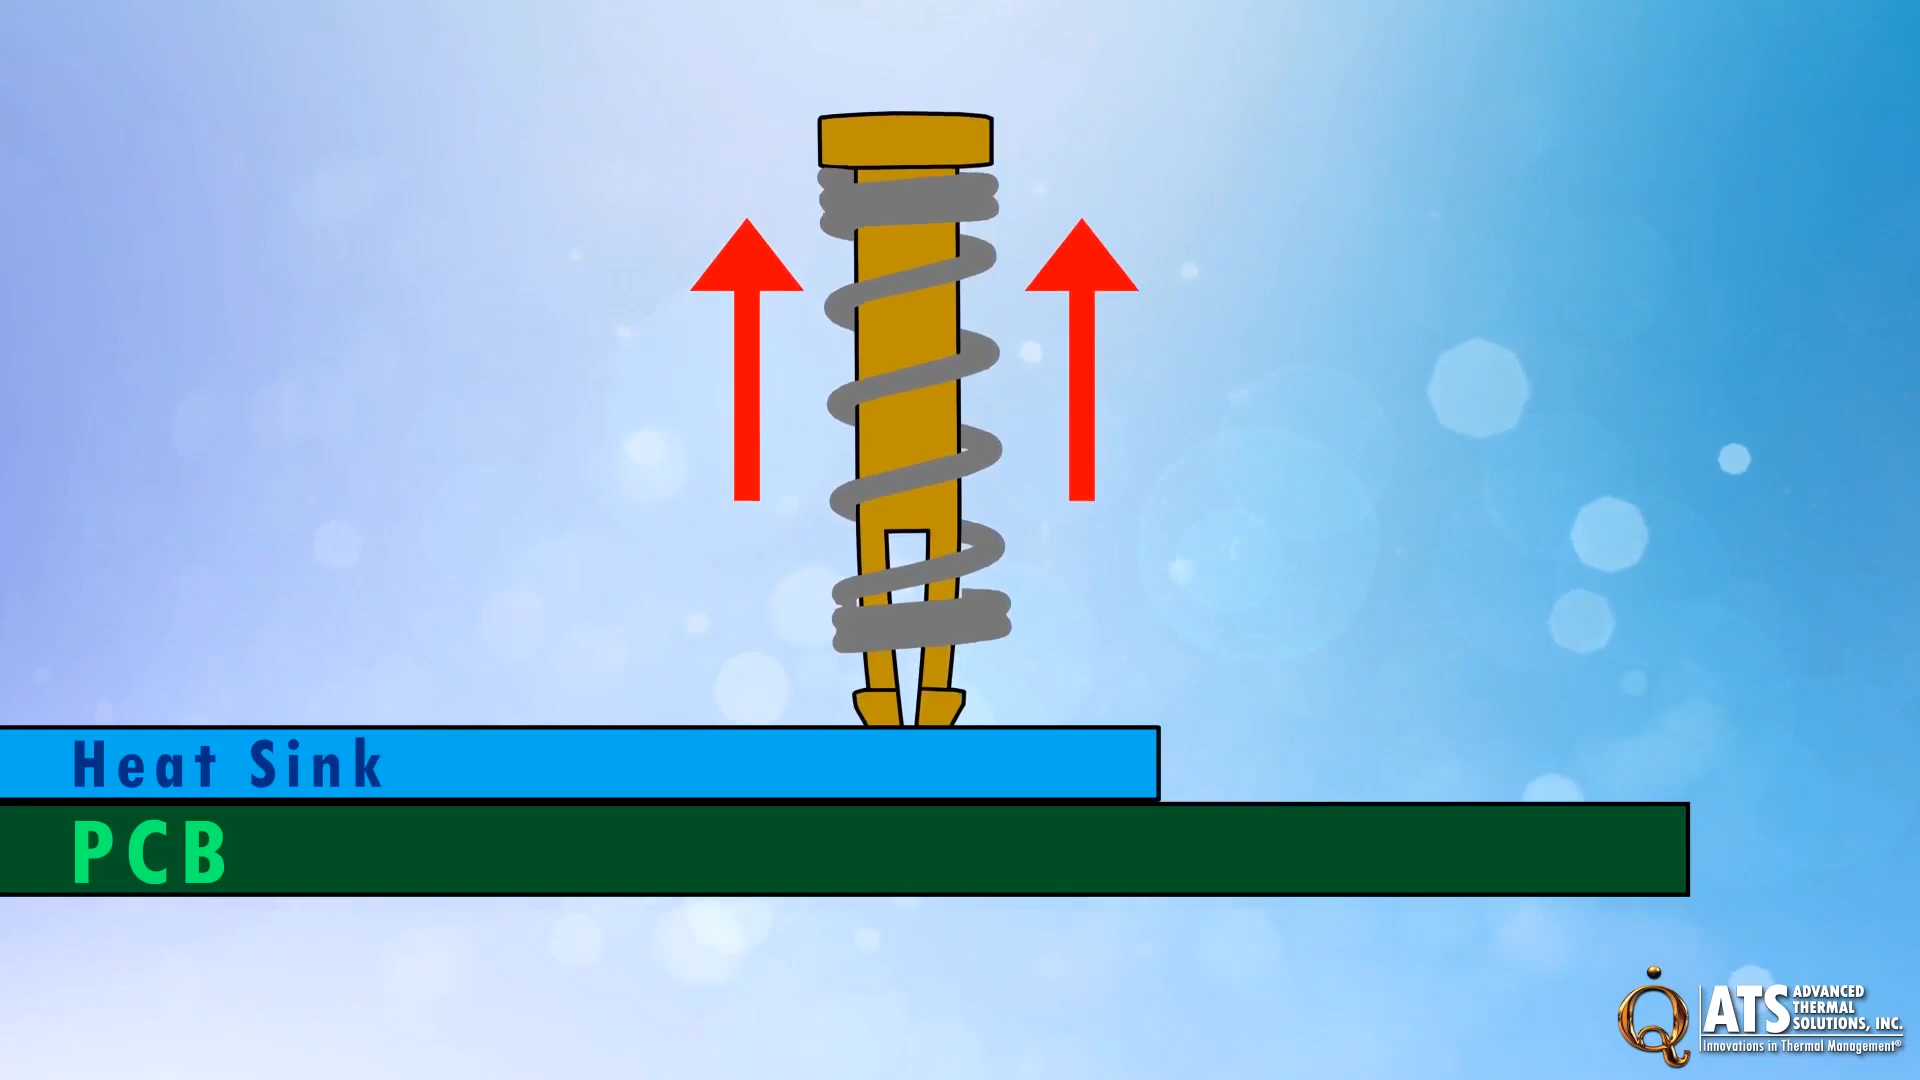 Heat Sink
PCB
ATS
ADVANCED
THERMAL
SOLUTIONS, INC.
Innovations in Thermal Management®